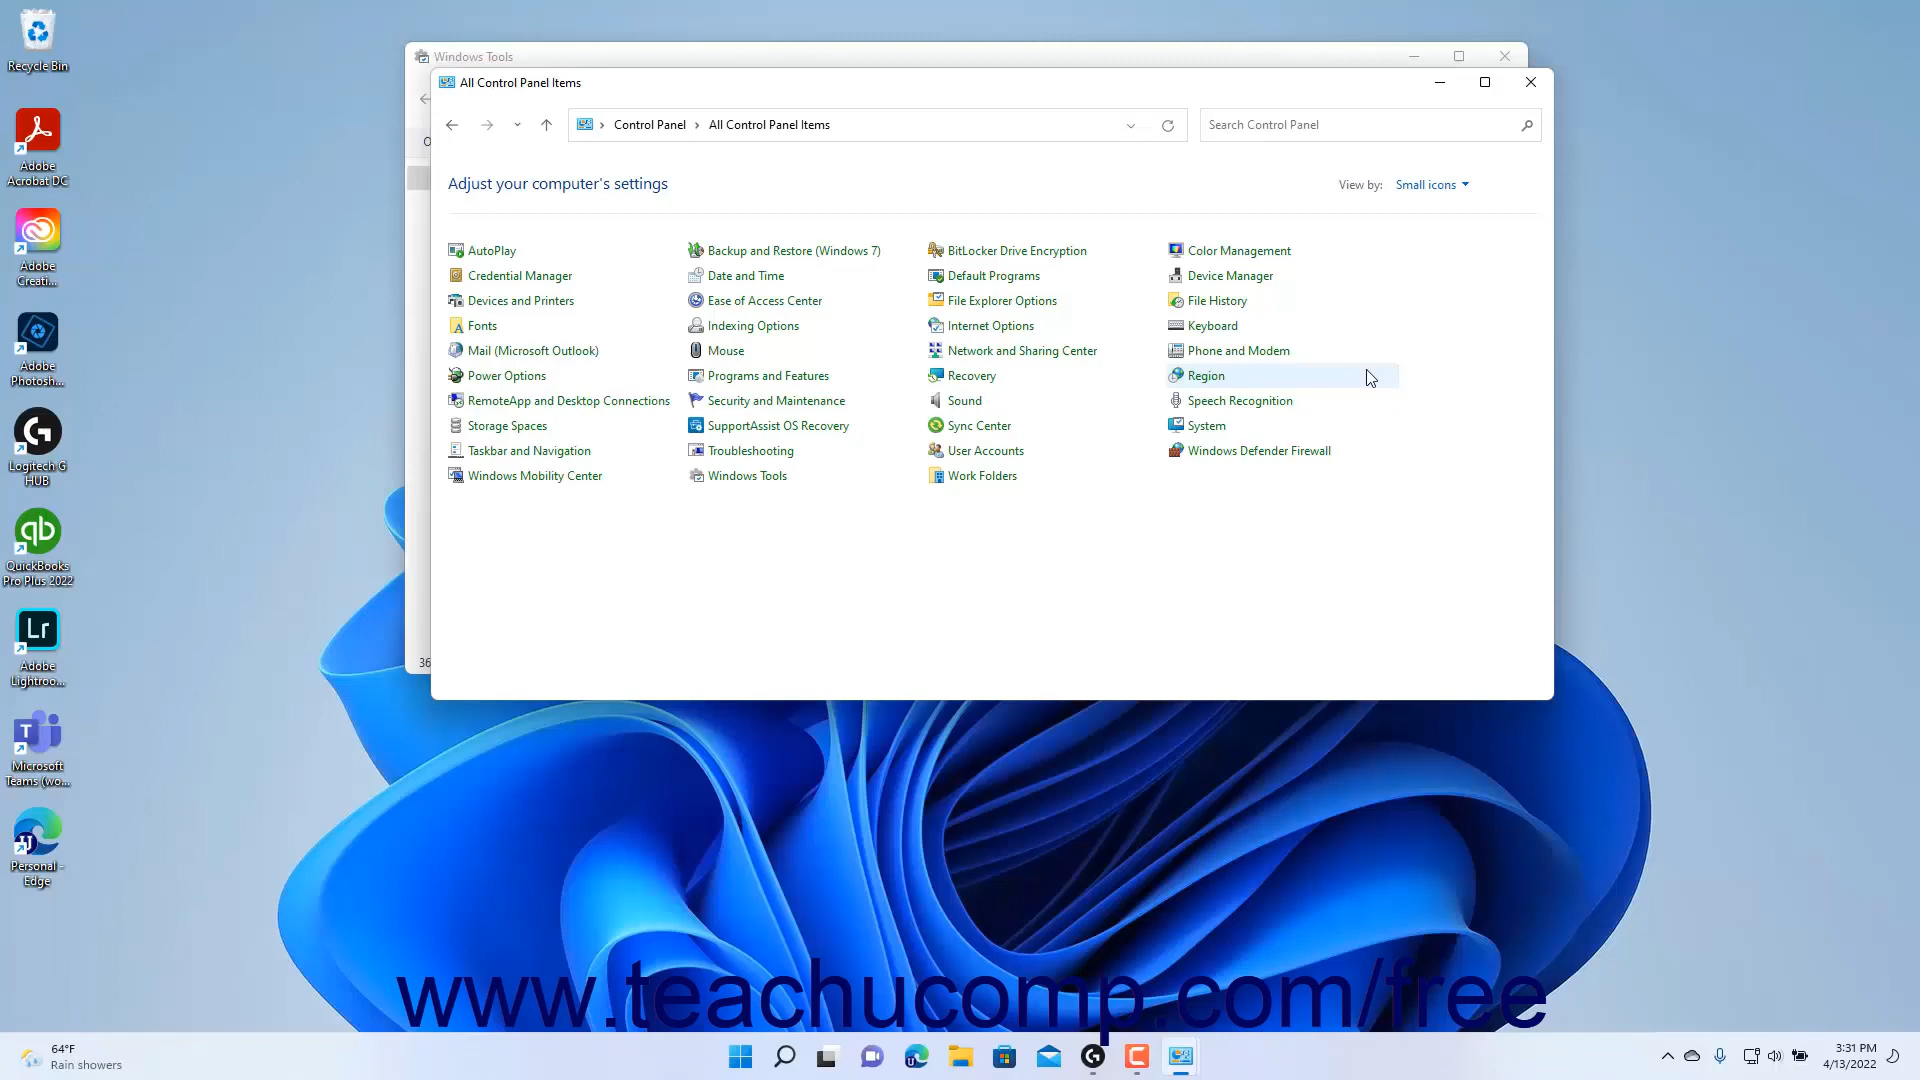 Recycle Bin
Adobe
Acrobat DC
Adobe
Creati...
Adobe
Photosh...
Logitech G
HUB
QuickBooks
Pro Plus 2022
Adobe
Lightroo...
Microsoft
Teams (wo...
Personal -
Edge
Windows Tools
All Control Panel Items
Control Panel > All Control Panel Items
Search Control Panel
Adjust your computer's settings
View by: Small icons
AutoPlay
Backup and Restore (Windows 7)
BitLocker Drive Encryption
Color Management
Credential Manager
Date and Time
Default Programs
Device Manager
Devices and Printers
Ease of Access Center
File Explorer Options
File History
Fonts
Indexing Options
Internet Options
Keyboard
Mail (Microsoft Outlook)
Mouse
Network and Sharing Center
Phone and Modem
Power Options
Programs and Features
Recovery
Region
RemoteApp and Desktop Connections
Security and Maintenance
Sound
Speech Recognition
Storage Spaces
SupportAssist OS Recovery
Sync Center
System
Taskbar and Navigation
Troubleshooting
User Accounts
Windows Defender Firewall
Windows Mobility Center
Windows Tools
Work Folders
36
www.teachucomp.com/free
64°F
Rain showers
3:31 PM
4/13/2022